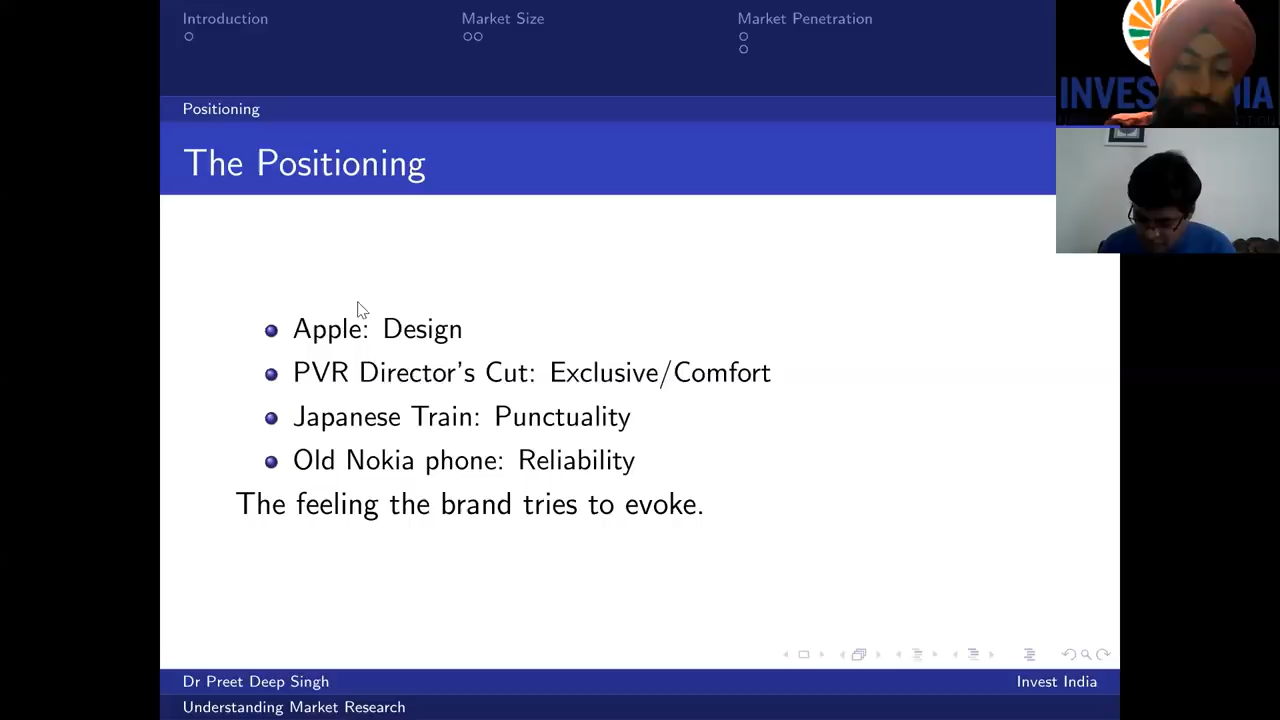 Introduction
Market Size
Market Penetration
Positioning
The Positioning
Apple: Design
PVR Director's Cut: Exclusive/Comfort
Japanese Train: Punctuality
Old Nokia phone: Reliability
The feeling the brand tries to evoke.
Dr Preet Deep Singh
Invest India
Understanding Market Research